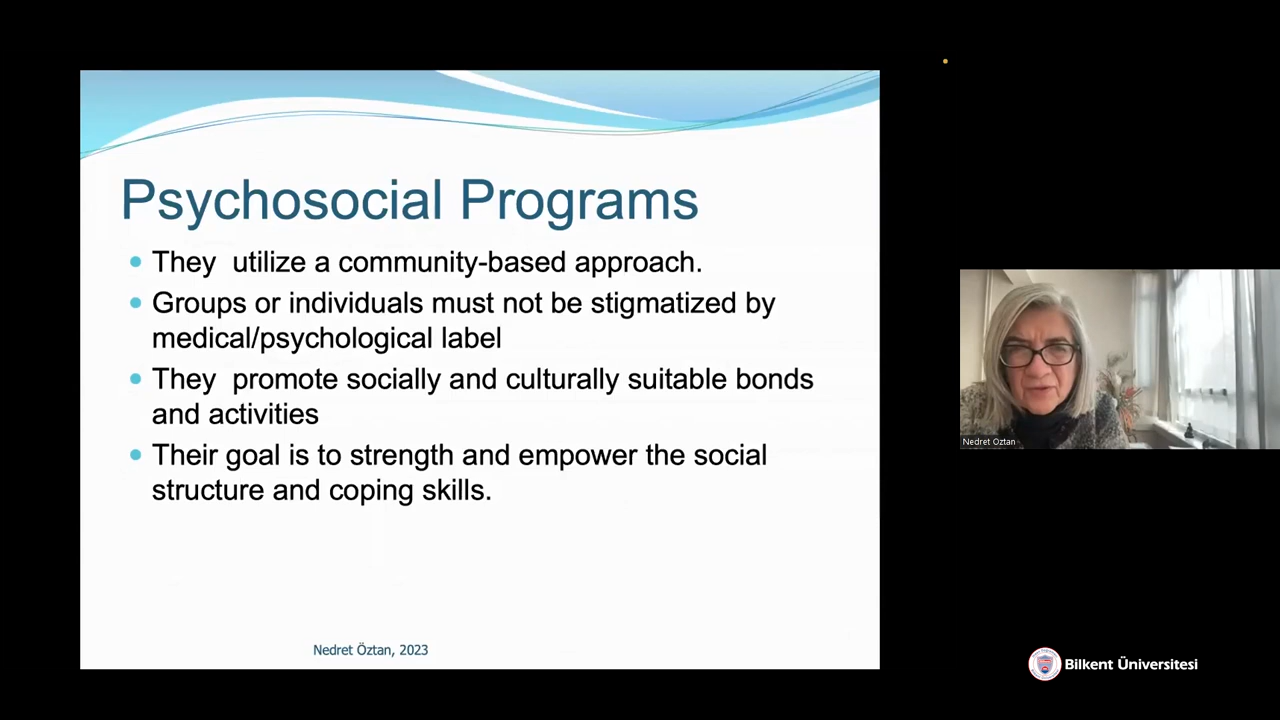 Psychosocial Programs
They  utilize a community-based approach.
Groups or individuals must not be stigmatized by
medical/psychological label
They  promote socially and culturally suitable bonds
and activities
Their goal is to strength and empower the social
structure and coping skills.
Nedret Öztan, 2023
Nedret Oztan
Bilkent Üniversitesi